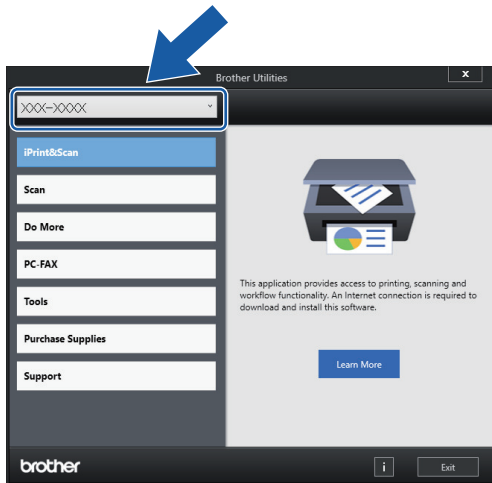 Brother Utilities
x
XXX-XXXX
iPrint&Scan
Scan
Do More
PC-FAX
Tools
Purchase Supplies
Support
This application provides access to printing, scanning and
workflow functionality. An Internet connection is required to
download and install this software.
Learn More
brother
i
Exit